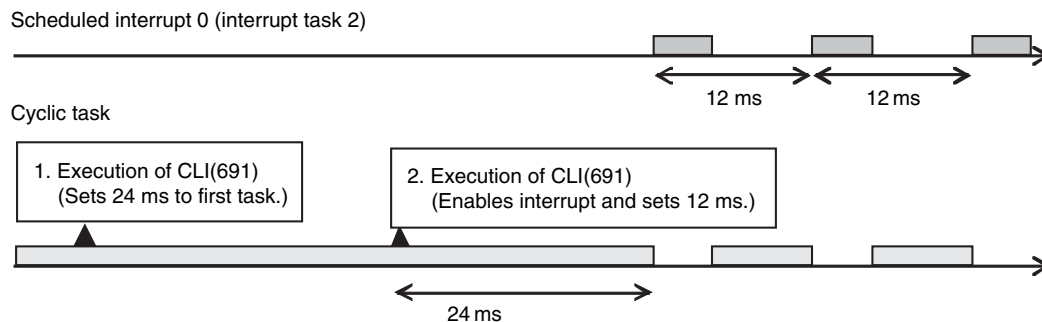 Scheduled interrupt 0 (interrupt task 2)
12 ms
12 ms
Cyclic task
1. Execution of CLI(691)
(Sets 24 ms to first task.)
2. Execution of CLI(691)
(Enables interrupt and sets 12 ms.)
24 ms